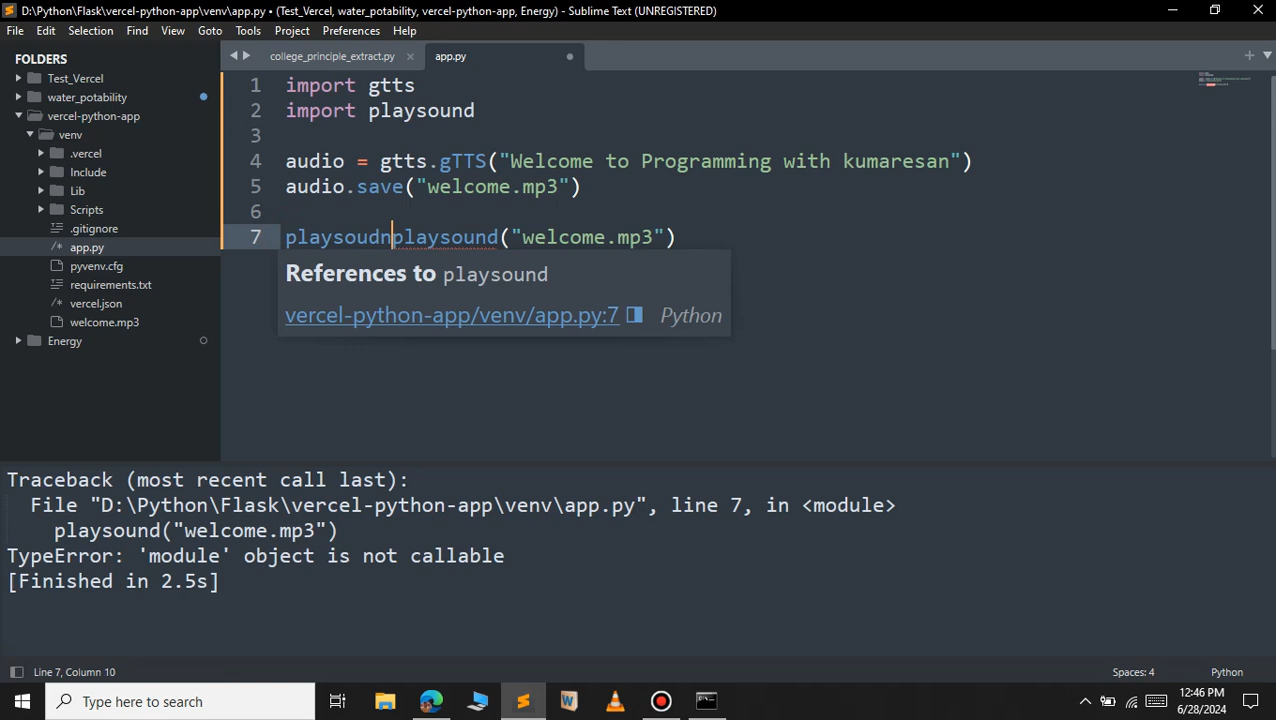 D:\Python\Flask\vercel-python-app\venv\app.py • (Test_Vercel, water_potability, vercel-python-app, Energy) - Sublime Text (UNREGISTERED)
File Edit Selection Find View Goto Tools Project Preferences Help
FOLDERS
Test_Vercel
water_potability
vercel-python-app
venv
.vercel
Include
Lib
Scripts
.gitignore
app.py
pyvenv.cfg
requirements.txt
vercel.json
welcome.mp3
Energy
college_principle_extract.py
app.py
1 import gtts
2 import playsound
3
4 audio = gtts.gTTS("Welcome to Programming with kumaresan")
5 audio.save("welcome.mp3")
6
7 playsoudnplaysound("welcome.mp3")
References to playsound
vercel-python-app/venv/app.py:7 Python
Traceback (most recent call last):
File "D:\Python\Flask\vercel-python-app\venv\app.py", line 7, in <module>
playsound("welcome.mp3")
TypeError: 'module' object is not callable
[Finished in 2.5s]
Line 7, Column 10
Spaces: 4
Python
Type here to search
12:46 PM
6/28/2024